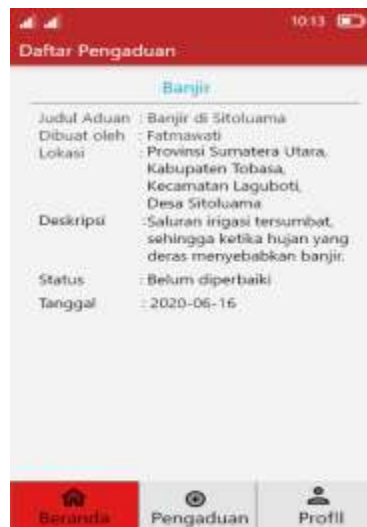 10:13
Daftar Pengaduan
Banjir
Judul Aduan : Banjir di Sitoluama
Dibuat oleh : Fatmawati
Lokasi : Provinsi Sumatera Utara,
Kabupaten Tobasa,
Kecamatan Laguboti,
Desa Sitoluama
Deskripsi :Saluran irigasi tersumbat,
sehingga ketika hujan yang
deras menyebabkan banjir.
Status : Belum diperbaiki
Tanggal : 2020-06-16
Beranda Pengaduan Profil